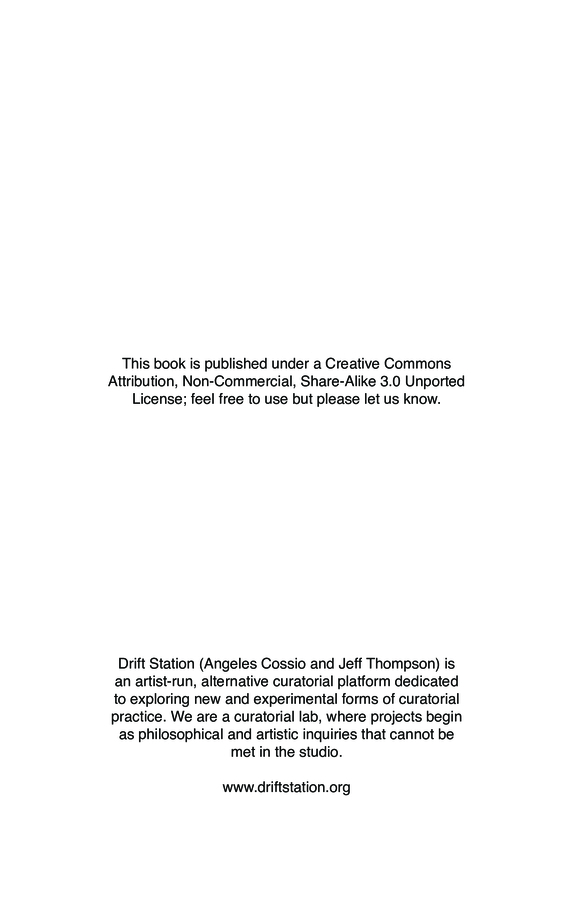 This book is published under a Creative Commons
Attribution, Non-Commercial, Share-Alike 3.0 Unported
License; feel free to use but please let us know.
Drift Station (Angeles Cossio and Jeff Thompson) is
an artist-run, alternative curatorial platform dedicated
to exploring new and experimental forms of curatorial
practice. We are a curatorial lab, where projects begin
as philosophical and artistic inquiries that cannot be
met in the studio.
www.driftstation.org